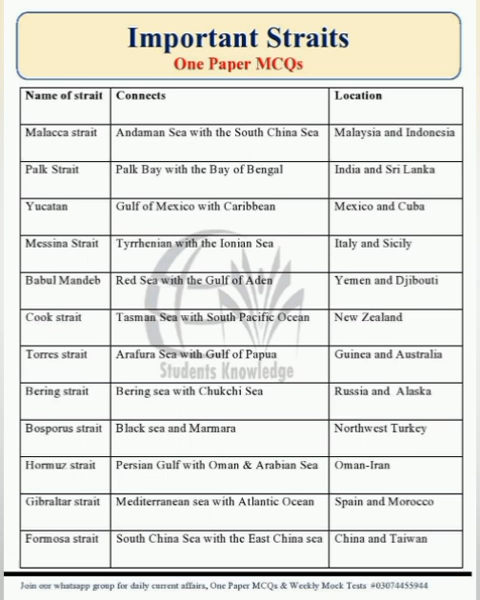 Important Straits
One Paper MCQs
Name of strait Connects Location
Malacca strait Andaman Sea with the South China Sea Malaysia and Indonesia
Palk Strait Palk Bay with the Bay of Bengal India and Sri Lanka
Yucatan Gulf of Mexico with Caribbean Mexico and Cuba
Messina Strait Tyrrhenian with the Ionian Sea Italy and Sicily
Babul Mandeb Red Sea with the Gulf of Aden Yemen and Djibouti
Cook strait Tasman Sea with South Pacific Ocean New Zealand
Torres strait Arafura Sea with Gulf of Papua Guinea and Australia
Students Knowledge
Bering strait Bering sea with Chukchi Sea Russia and Alaska
Bosporus strait Black sea and Marmara Northwest Turkey
Hormuz strait Persian Gulf with Oman & Arabian Sea Oman-Iran
Gibraltar strait Mediterranean sea with Atlantic Ocean Spain and Morocco
Formosa strait South China Sea with the East China sea China and Taiwan
Join our whatsapp group for daily current affairs, One Paper MCQs & Weekly Mock Tests #03074455944